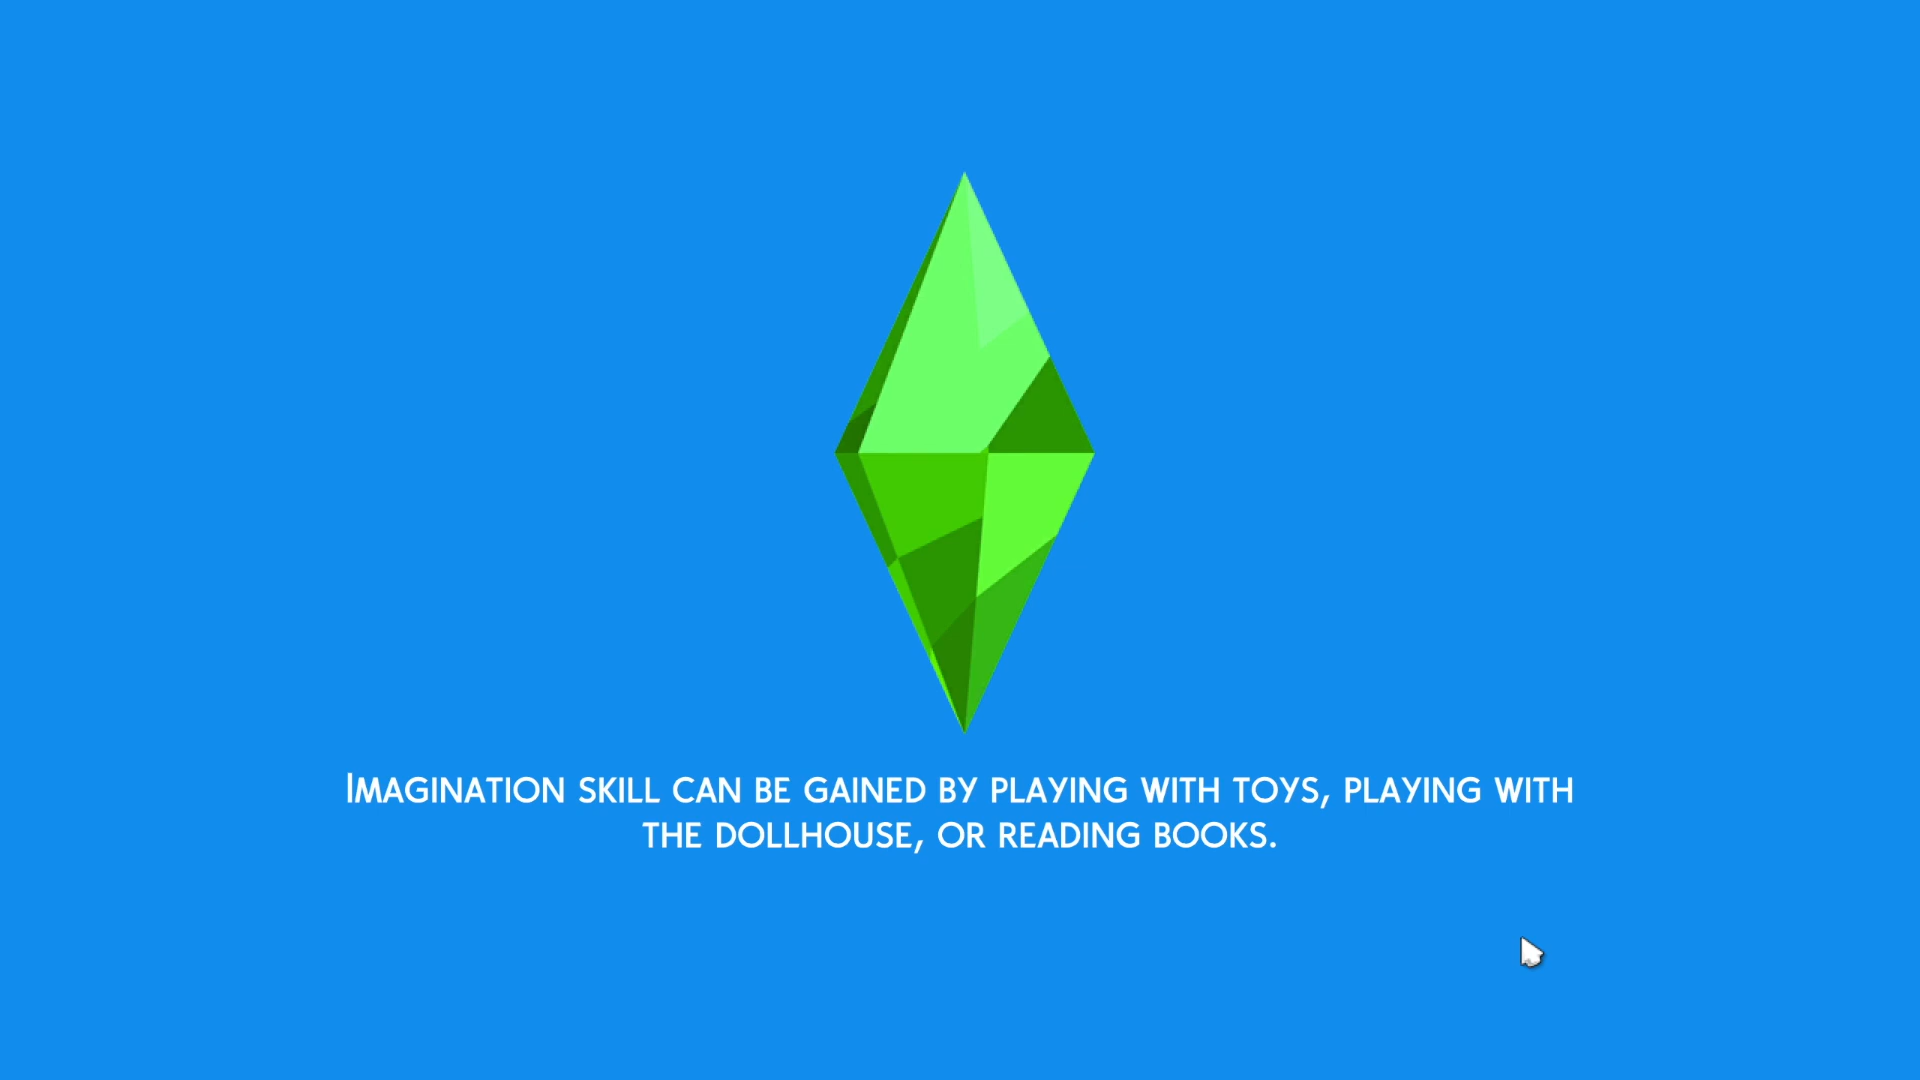 Imagination skill can be gained by playing with toys, playing with
the dollhouse, or reading books.